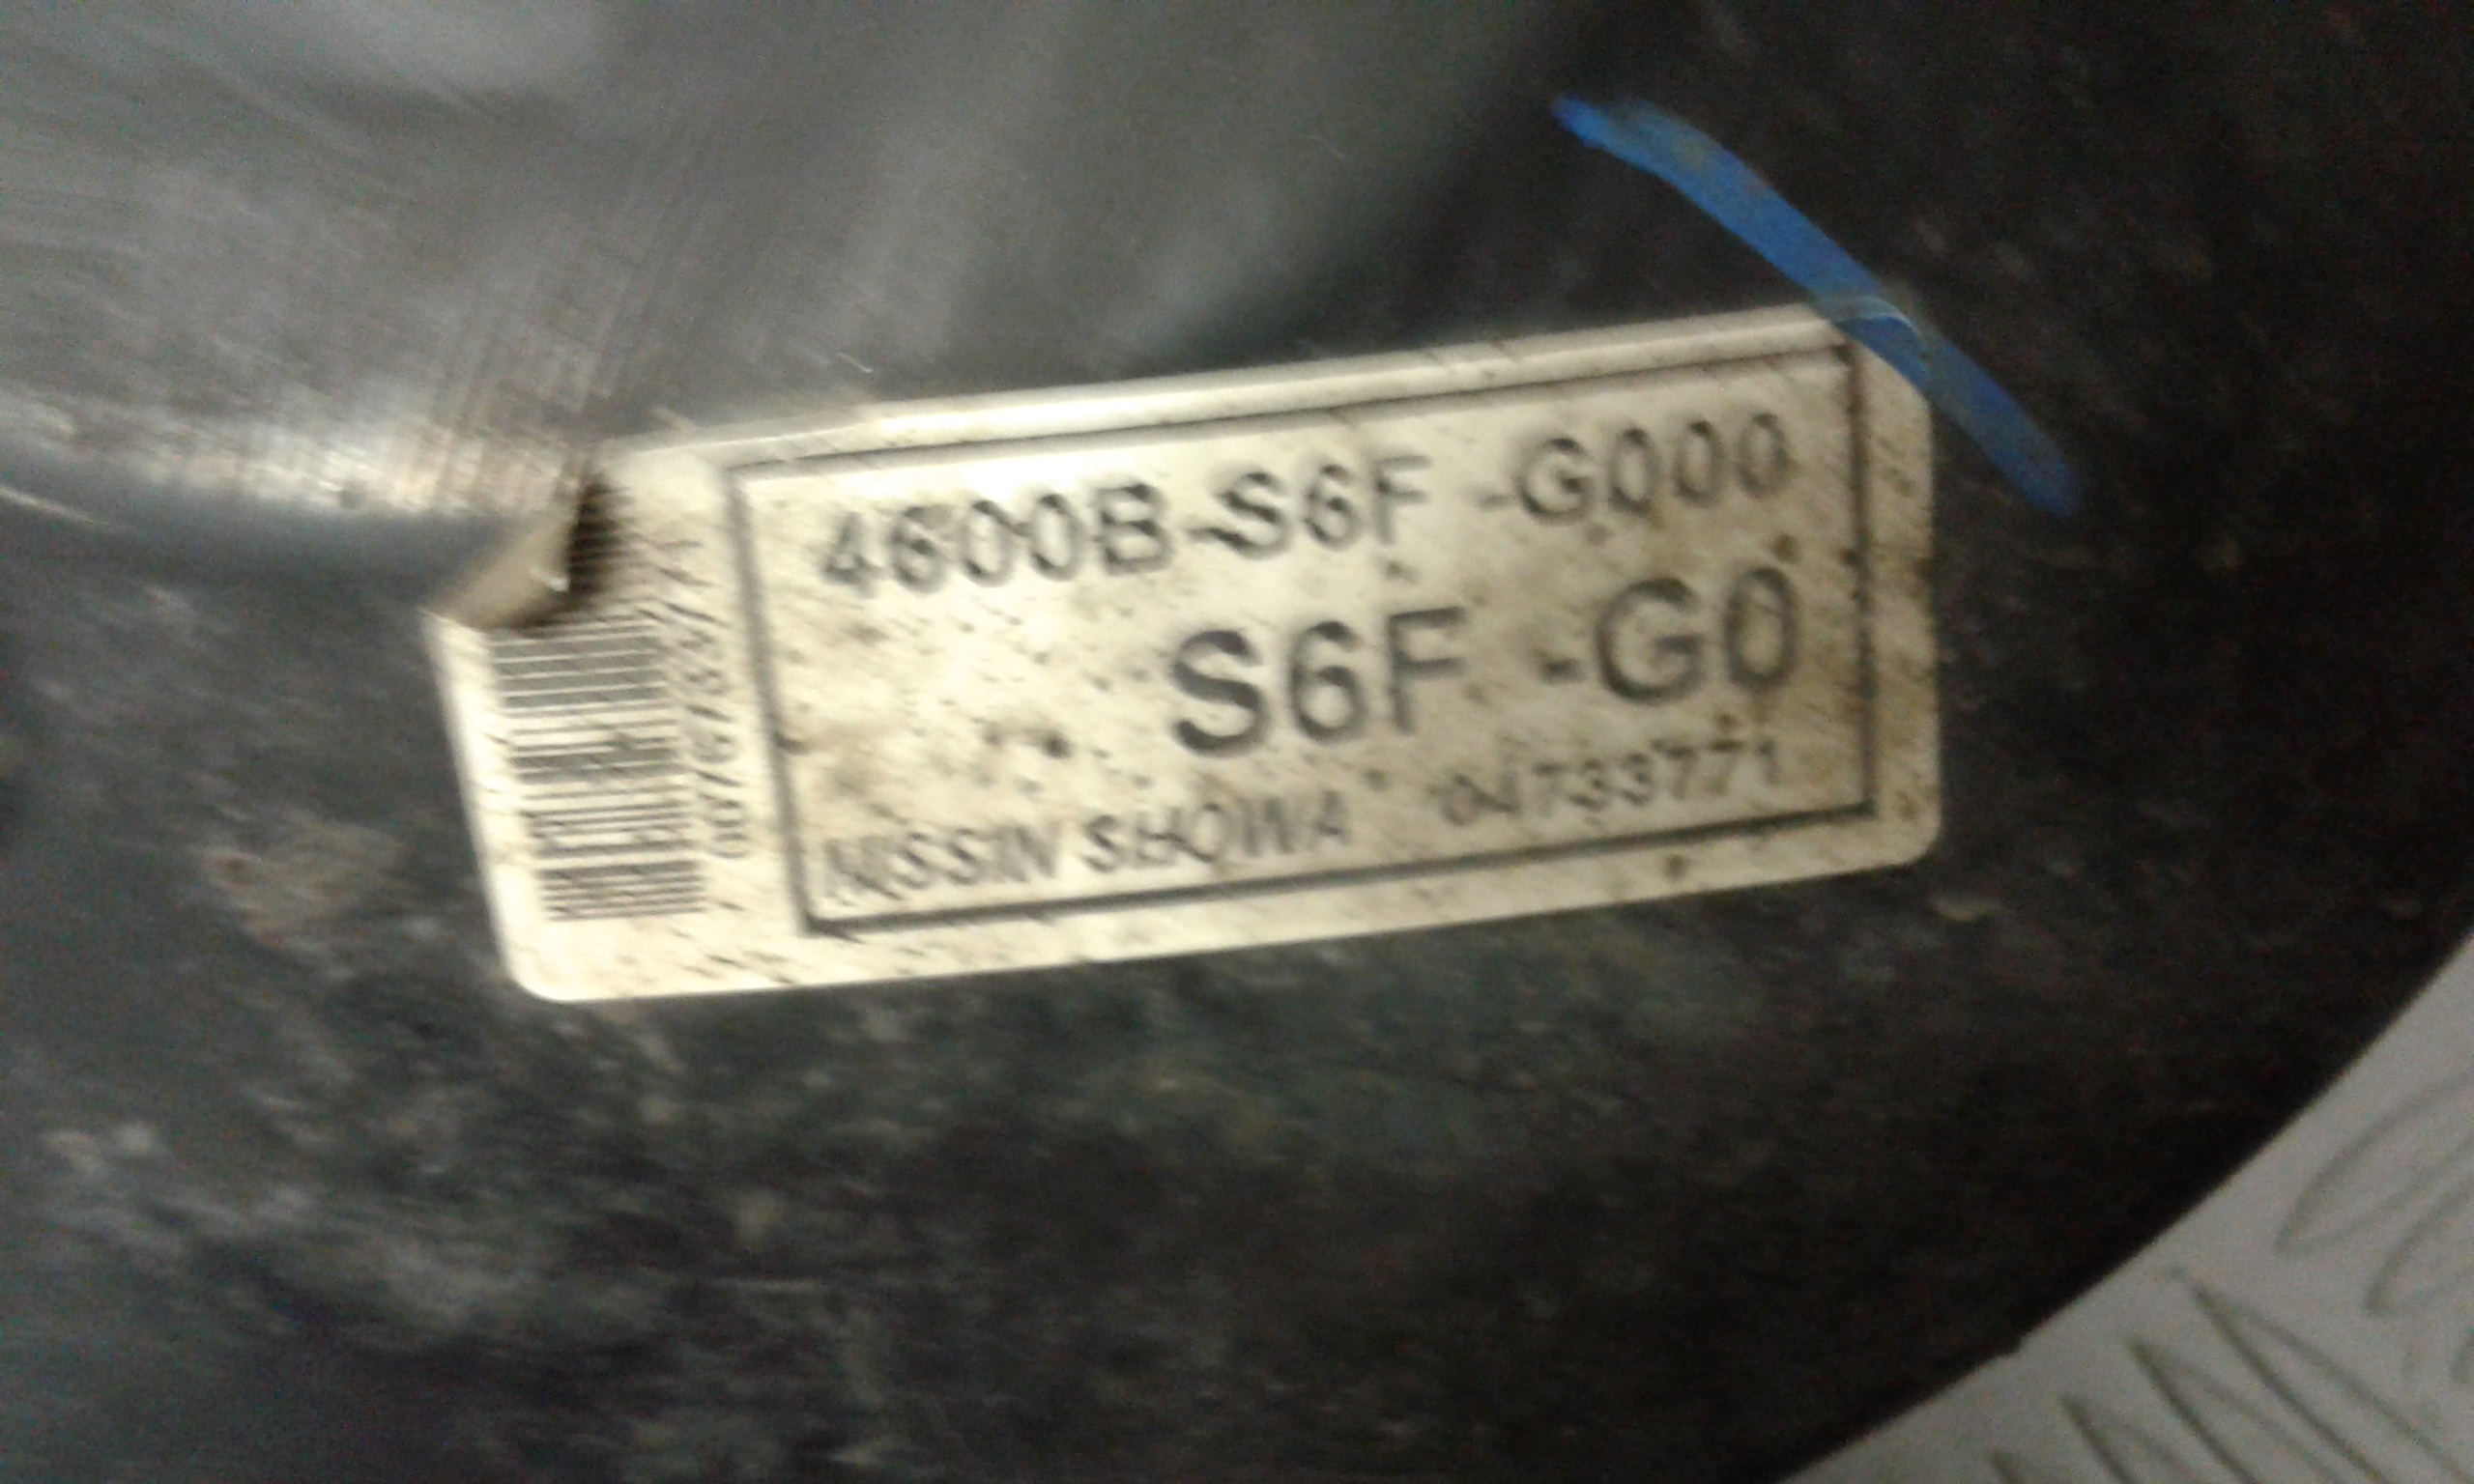 4600B-S6F -G000
S6F -G0
NISSIN SHOWA 04733771